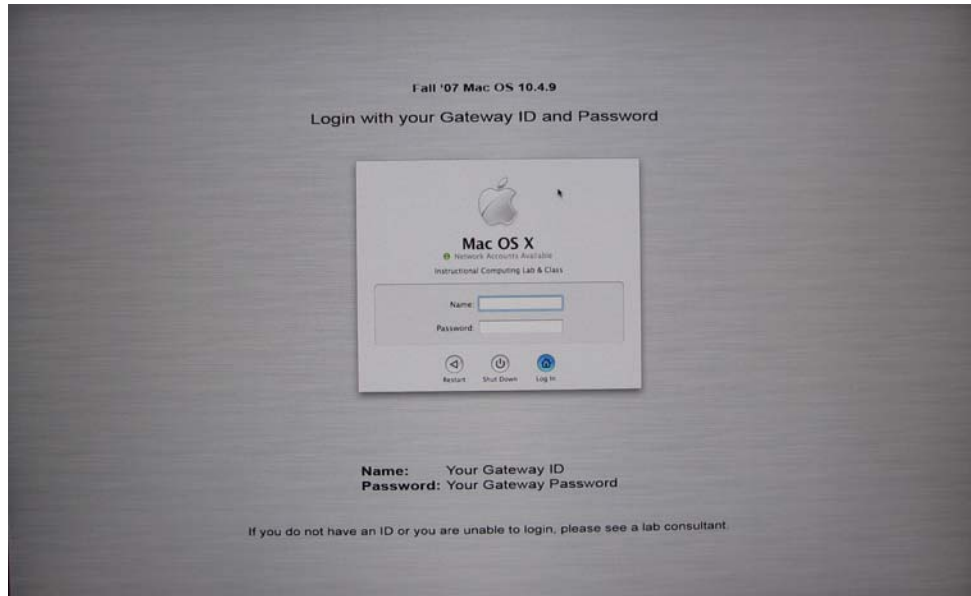 Fall '07 Mac OS 10.4.9
Login with your Gateway ID and Password
Mac OS X
Network Accounts Available
Instructional Computing Lab & Class
Name:
Password:
Restart Shut Down Log In
Name: Your Gateway ID
Password: Your Gateway Password
If you do not have an ID or you are unable to login, please see a lab consultant.